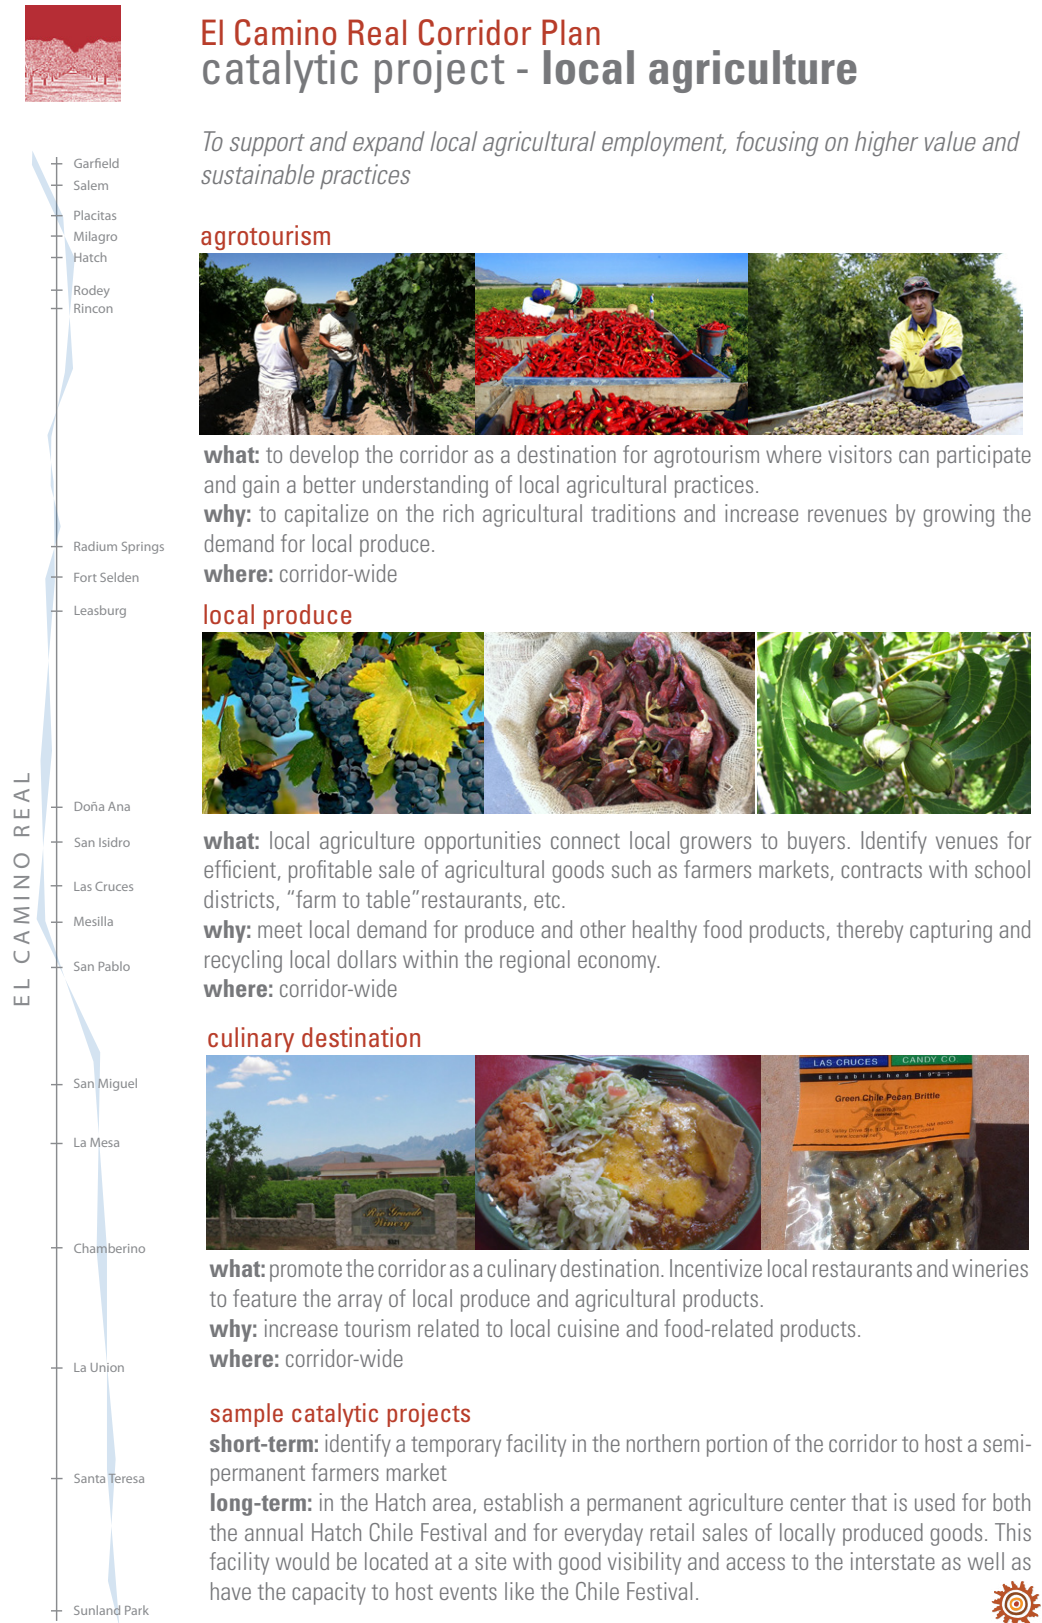 El Camino Real Corridor Plan
catalytic project - local agriculture
To support and expand local agricultural employment, focusing on higher value and
sustainable practices
Garfield
Salem
Placitas
Milagro
Hatch
Rodey
Rincon
Radium Springs
Fort Selden
Leasburg
Doña Ana
San Isidro
Las Cruces
Mesilla
San Pablo
San Miguel
La Mesa
Chamberino
La Union
Santa Teresa
Sunland Park
EL CAMINO REAL
agrotourism
what: to develop the corridor as a destination for agrotourism where visitors can participate
and gain a better understanding of local agricultural practices.
why: to capitalize on the rich agricultural traditions and increase revenues by growing the
demand for local produce.
where: corridor-wide
local produce
what: local agriculture opportunities connect local growers to buyers. Identify venues for
efficient, profitable sale of agricultural goods such as farmers markets, contracts with school
districts, “farm to table”restaurants, etc.
why: meet local demand for produce and other healthy food products, thereby capturing and
recycling local dollars within the regional economy.
where: corridor-wide
culinary destination
Rio Grande
Winery
LAS CRUCES CANDY CO.
Established
Green Chile Pecan Brittle
what: promote the corridor as a culinary destination. Incentivize local restaurants and wineries
to feature the array of local produce and agricultural products.
why: increase tourism related to local cuisine and food-related products.
where: corridor-wide
sample catalytic projects
short-term: identify a temporary facility in the northern portion of the corridor to host a semi-
permanent farmers market
long-term: in the Hatch area, establish a permanent agriculture center that is used for both
the annual Hatch Chile Festival and for everyday retail sales of locally produced goods. This
facility would be located at a site with good visibility and access to the interstate as well as
have the capacity to host events like the Chile Festival.